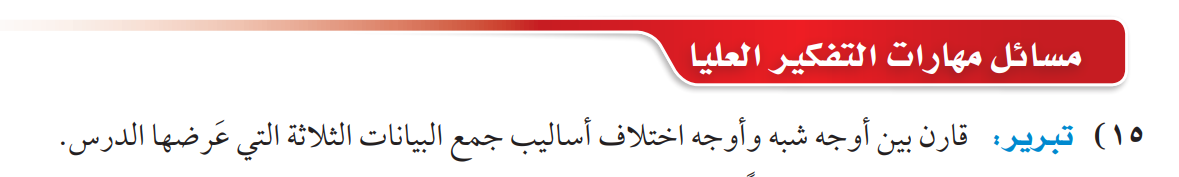 مسائل مهارات التفكير العليا
١٥) تبرير: قارن بين أوجه شبه وأوجه اختلاف أساليب جمع البيانات الثلاثة التي عَرضها الدرس.